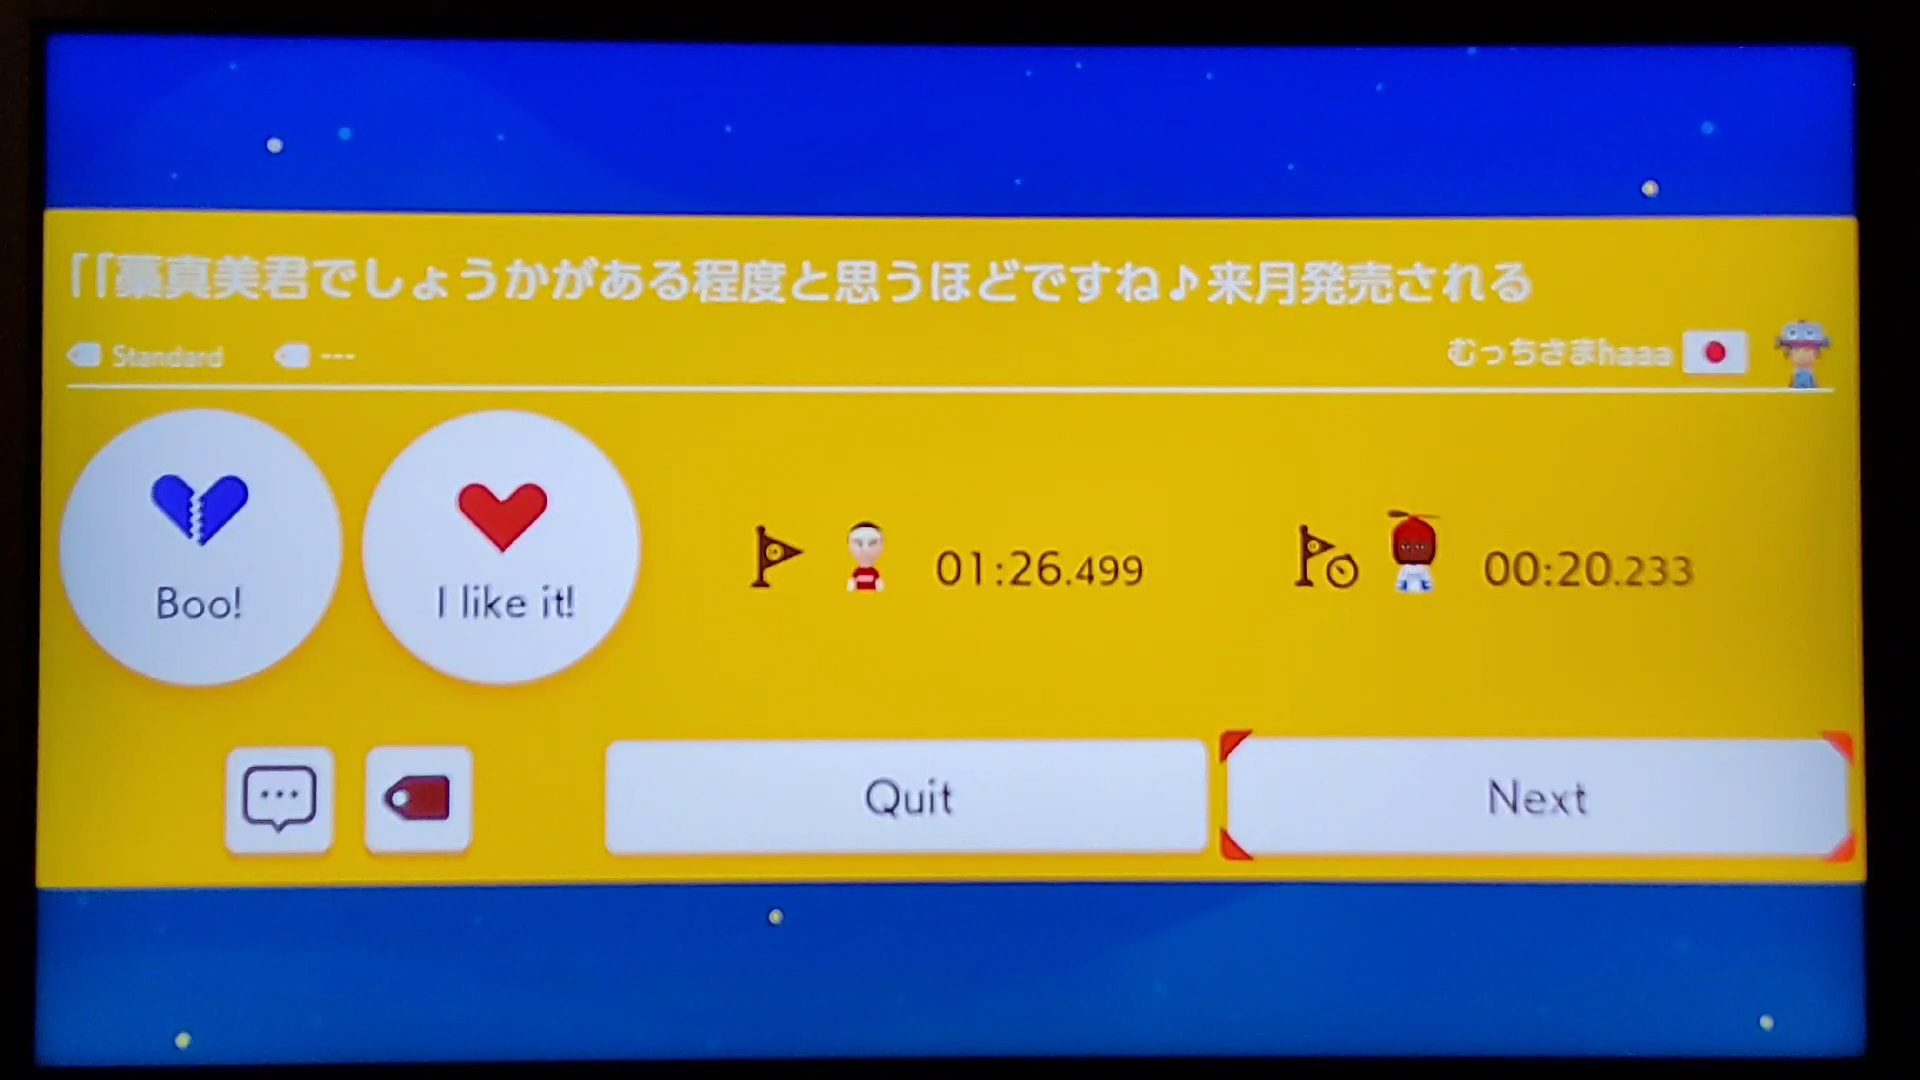 「「藁真美君でしょうかがある程度と思うほどですね♪来月発売される
Standard ---
むっちさまhaaa
Boo!
I like it!
01:26.499
00:20.233
Quit
Next